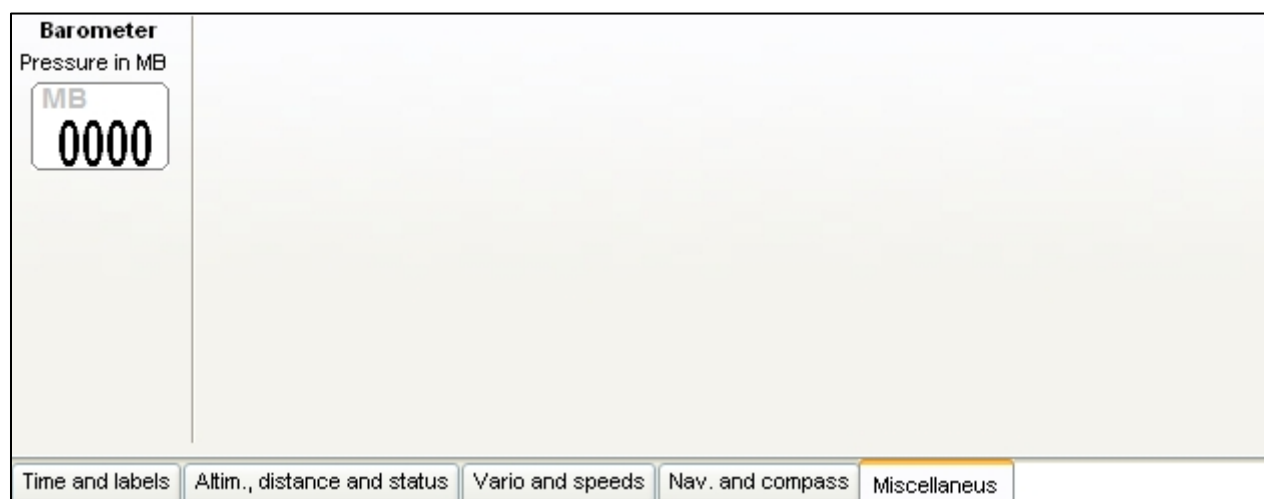 Barometer
Pressure in MB
MB
0000
Time and labels Altim., distance and status Vario and speeds Nav. and compass Miscellaneus